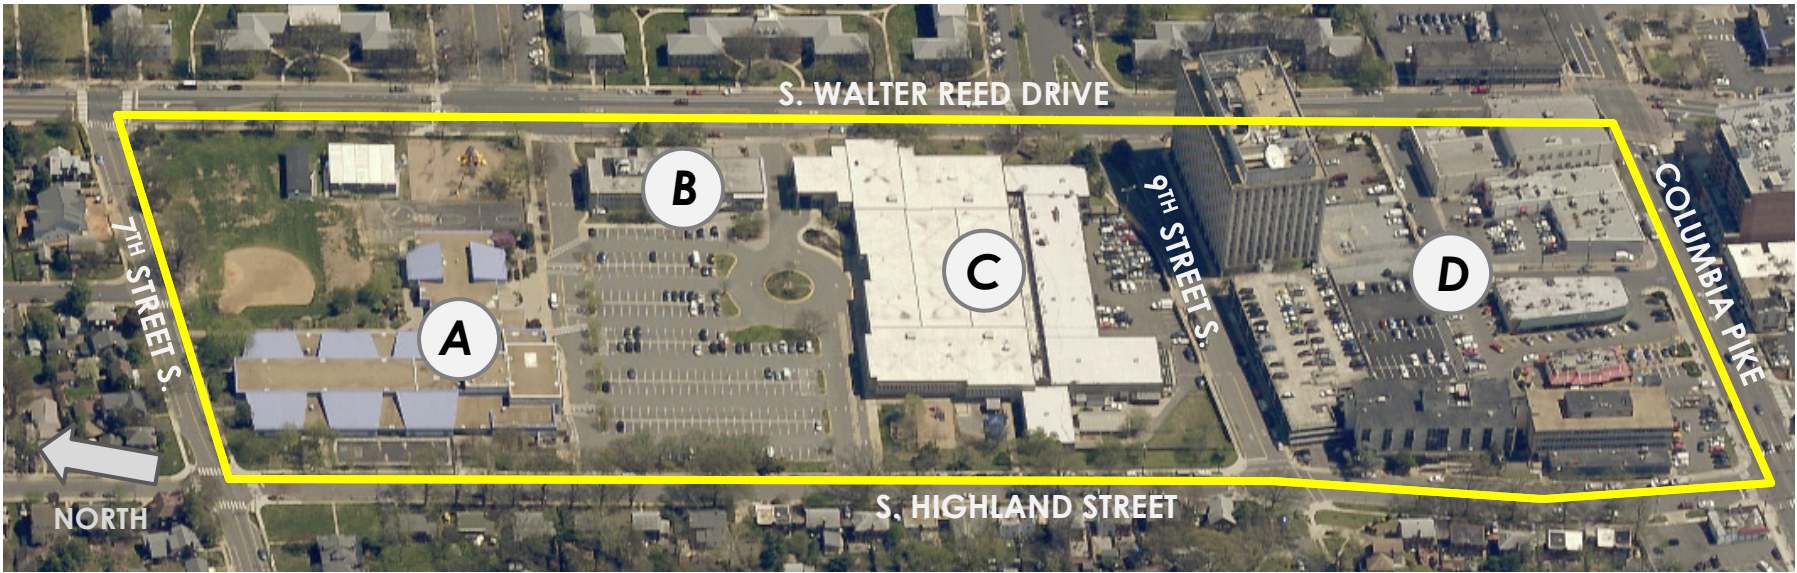 S. WALTER REED DRIVE
B
9TH STREET S.
COLUMBIA PIKE
7TH STREET S.
C
D
A
S. HIGHLAND STREET
NORTH